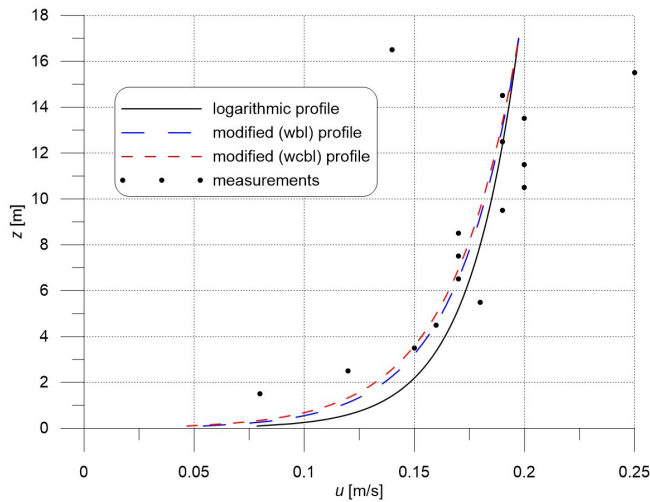 18
16
14
12
10
8
6
4
2
0
z [m]
logarithmic profile
modified (wbl) profile
modified (wcbl) profile
measurements
0
0.05
0.1
0.15
0.2
0.25
u [m/s]